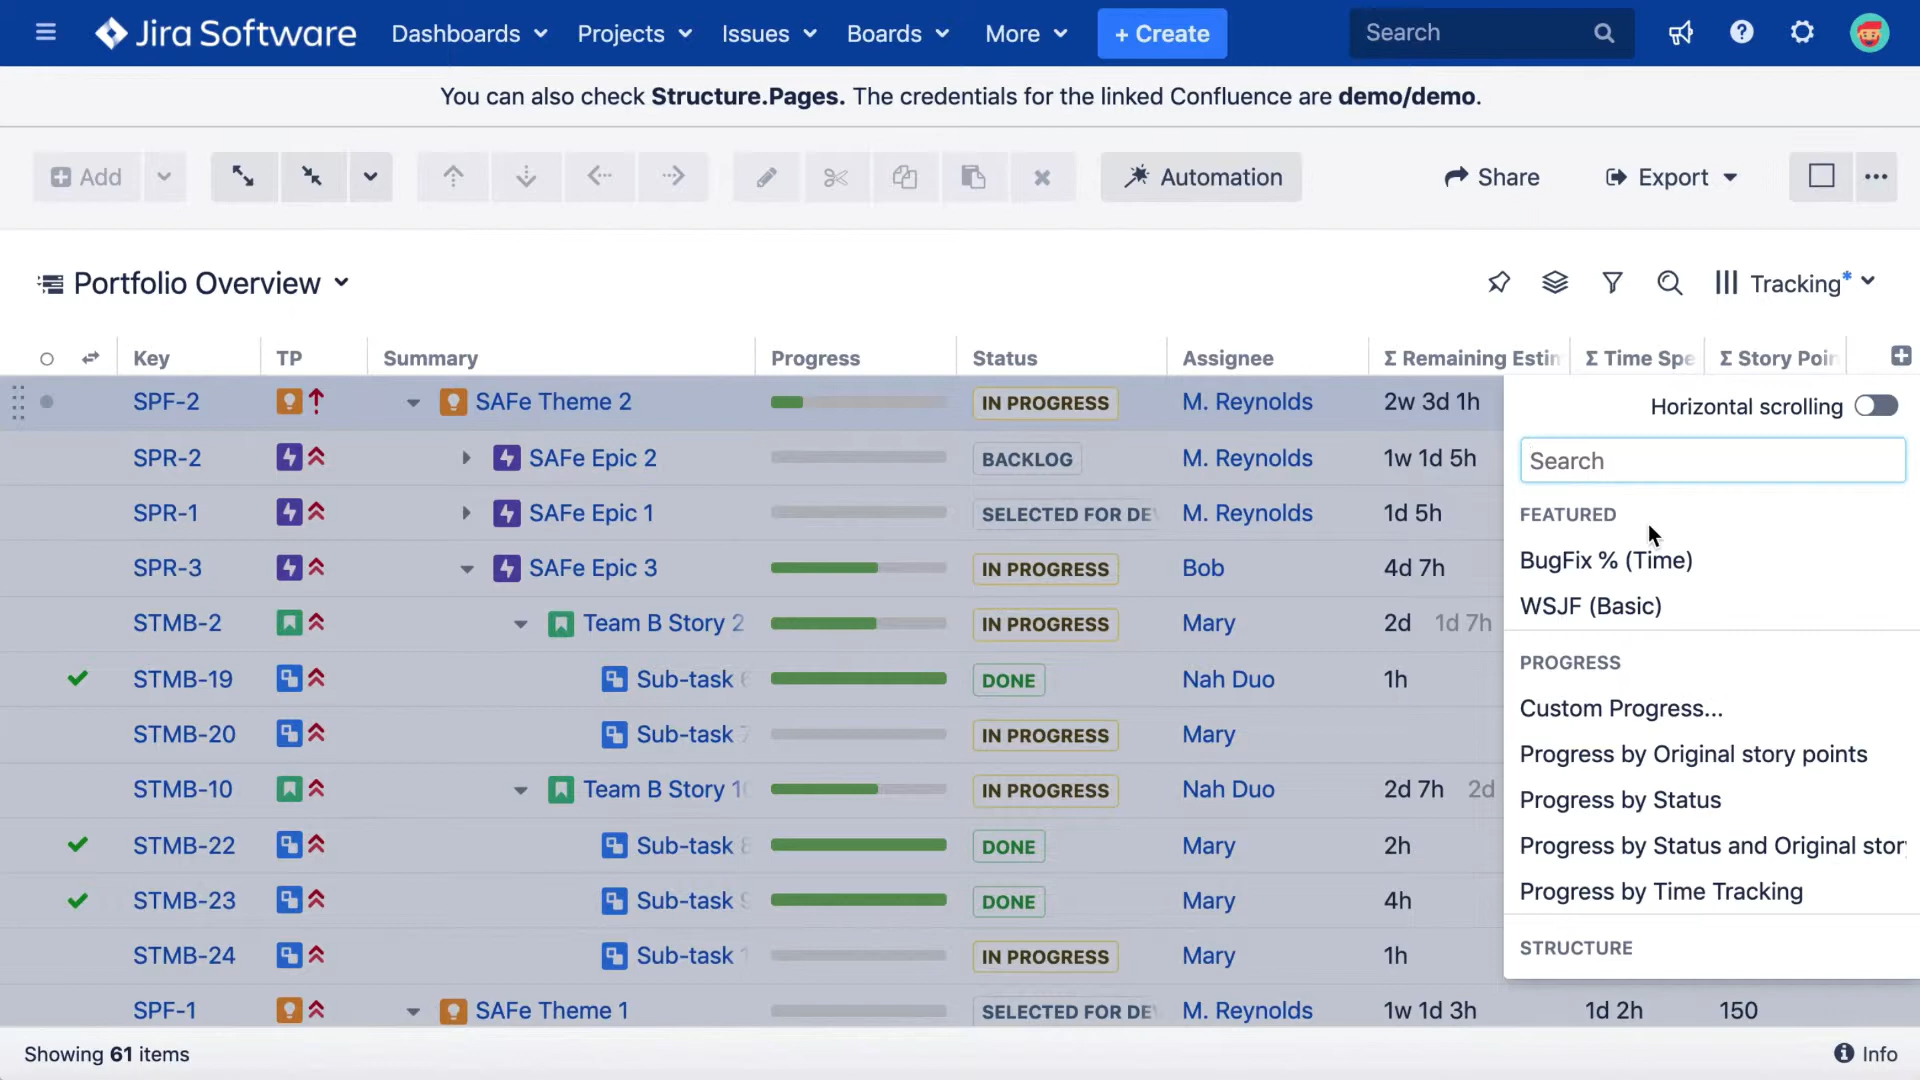 Jira Software Dashboards Projects Issues Boards More + Create Search
You can also check Structure.Pages. The credentials for the linked Confluence are demo/demo.
Add Automation Share Export
Portfolio Overview Tracking*
Key TP Summary Progress Status Assignee Σ Remaining Estin Σ Time Spe Σ Story Poin
SPF-2 SAFe Theme 2 IN PROGRESS M. Reynolds 2w 3d 1h
SPR-2 SAFe Epic 2 BACKLOG M. Reynolds 1w 1d 5h
SPR-1 SAFe Epic 1 SELECTED FOR DEV M. Reynolds 1d 5h
SPR-3 SAFe Epic 3 IN PROGRESS Bob 4d 7h
STMB-2 Team B Story 2 IN PROGRESS Mary 2d 1d 7h
STMB-19 Sub-task 6 DONE Nah Duo 1h
STMB-20 Sub-task 7 IN PROGRESS Mary
STMB-10 Team B Story 10 IN PROGRESS Nah Duo 2d 7h 2d
STMB-22 Sub-task 8 DONE Mary 2h
STMB-23 Sub-task 9 DONE Mary 4h
STMB-24 Sub-task 1 IN PROGRESS Mary 1h
SPF-1 SAFe Theme 1 SELECTED FOR DEV M. Reynolds 1w 1d 3h 1d 2h 150
Horizontal scrolling
Search
FEATURED
BugFix % (Time)
WSJF (Basic)
PROGRESS
Custom Progress...
Progress by Original story points
Progress by Status
Progress by Status and Original stor
Progress by Time Tracking
STRUCTURE
Showing 61 items Info